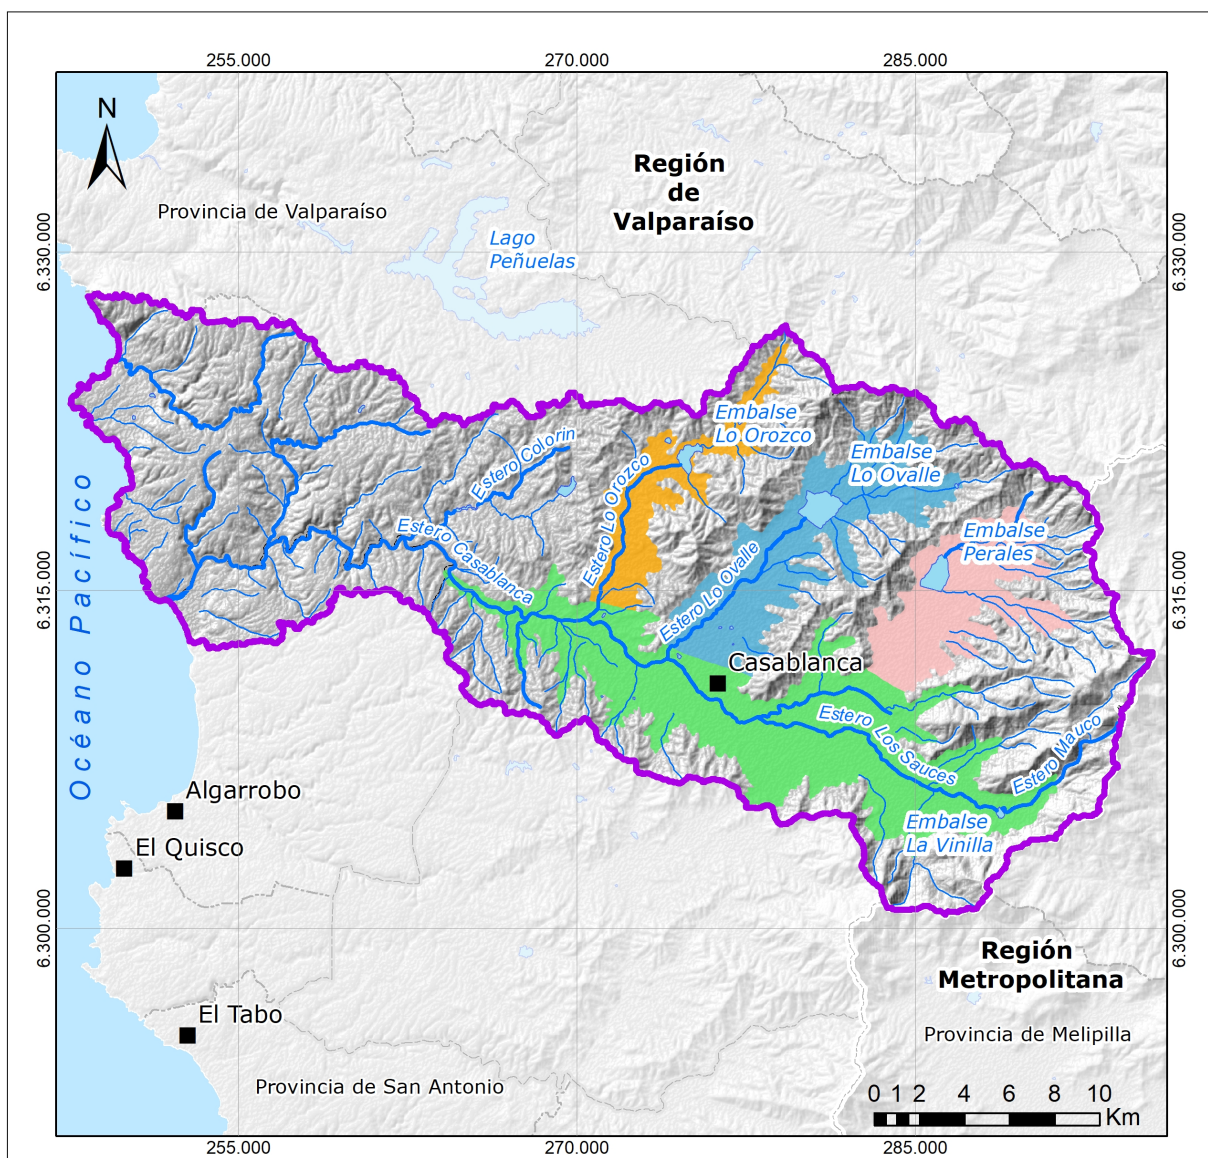 255.000
270.000
285.000
N
Región
de
Valparaíso
Provincia de Valparaíso
Lago
Peñuelas
6.330.000
6.330.000
Embalse
Lo Orozco
Estero Colorin
Embalse
Lo Ovalle
Estero Lo Orozco
Océano Pacífico
Estero Casablanca
Embalse
Perales
Estero Lo Ovalle
6.315.000
6.315.000
Casablanca
Estero Los Sauces
Estero Mauco
Algarrobo
Embalse
La Vinilla
El Quisco
6.300.000
6.300.000
Región
Metropolitana
El Tabo
Provincia de Melipilla
Provincia de San Antonio
0 1 2 4 6 8 10
Km
255.000
270.000
285.000